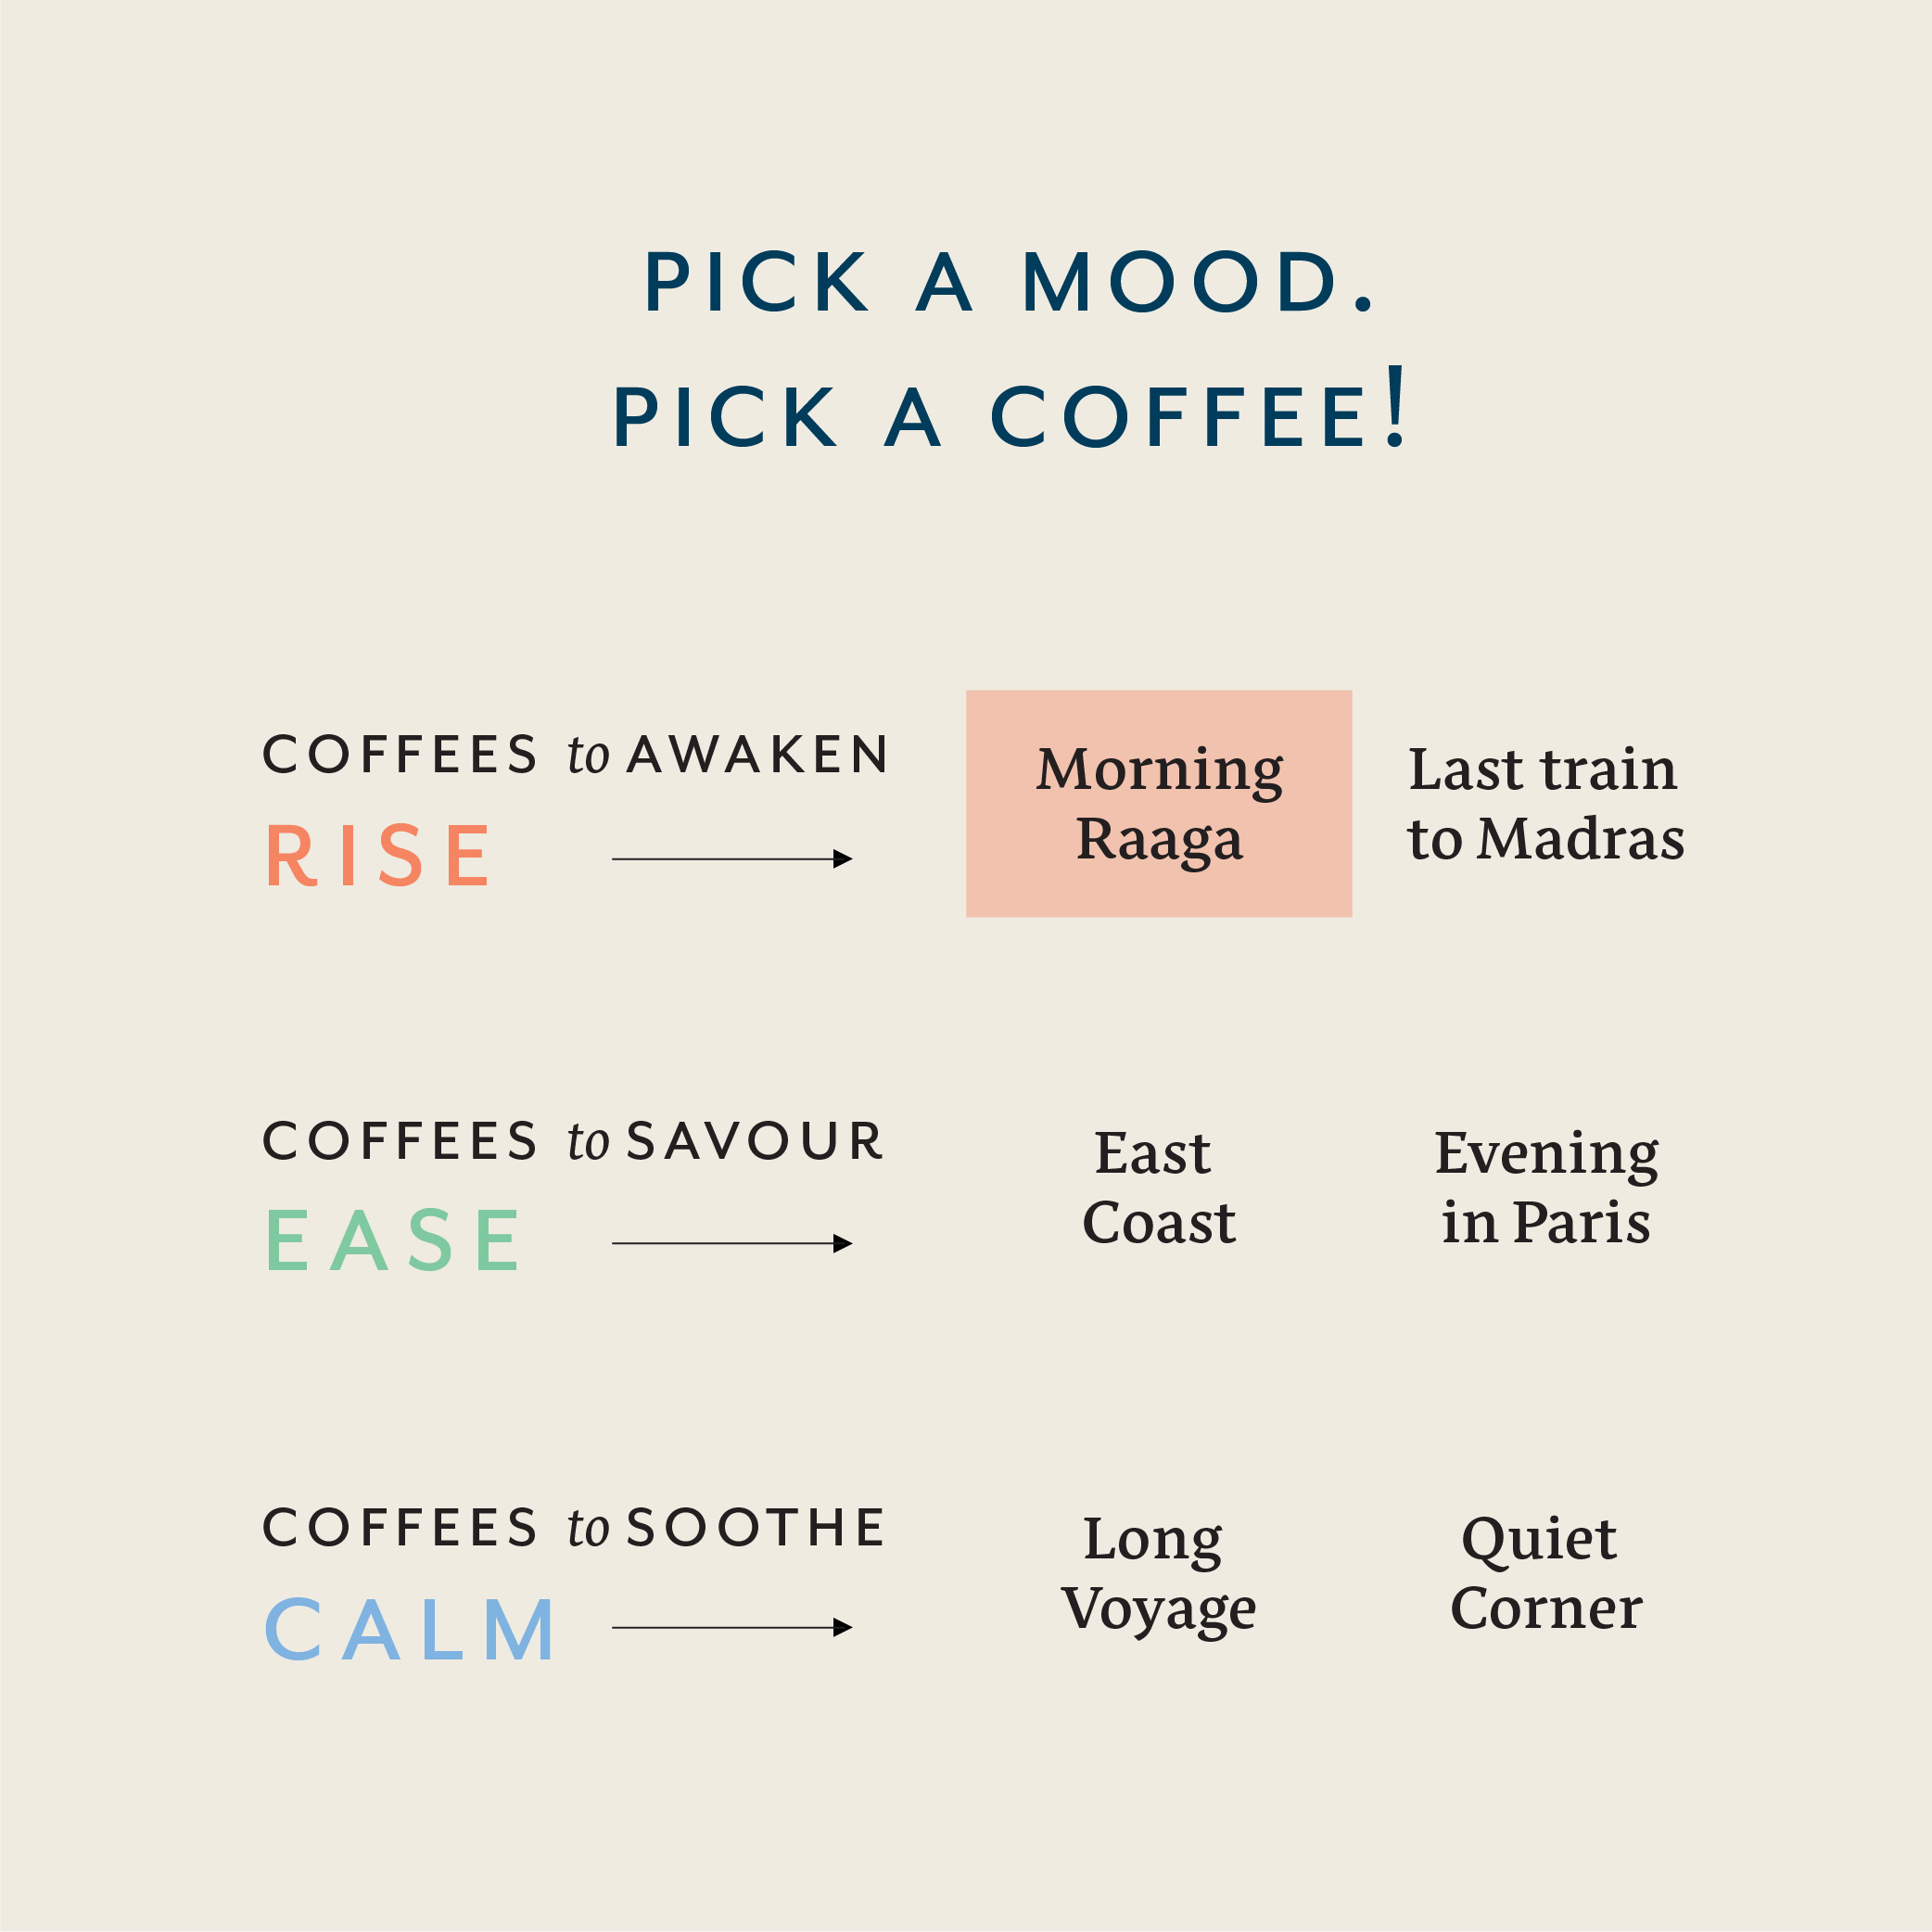 PICK A MOOD.
PICK A COFFEE!
COFFEES to AWAKEN
RISE
Morning
Raaga
Last train
to Madras
COFFEES to SAVOUR
EASE
East
Coast
Evening
in Paris
COFFEES to SOOTHE
CALM
Long
Voyage
Quiet
Corner